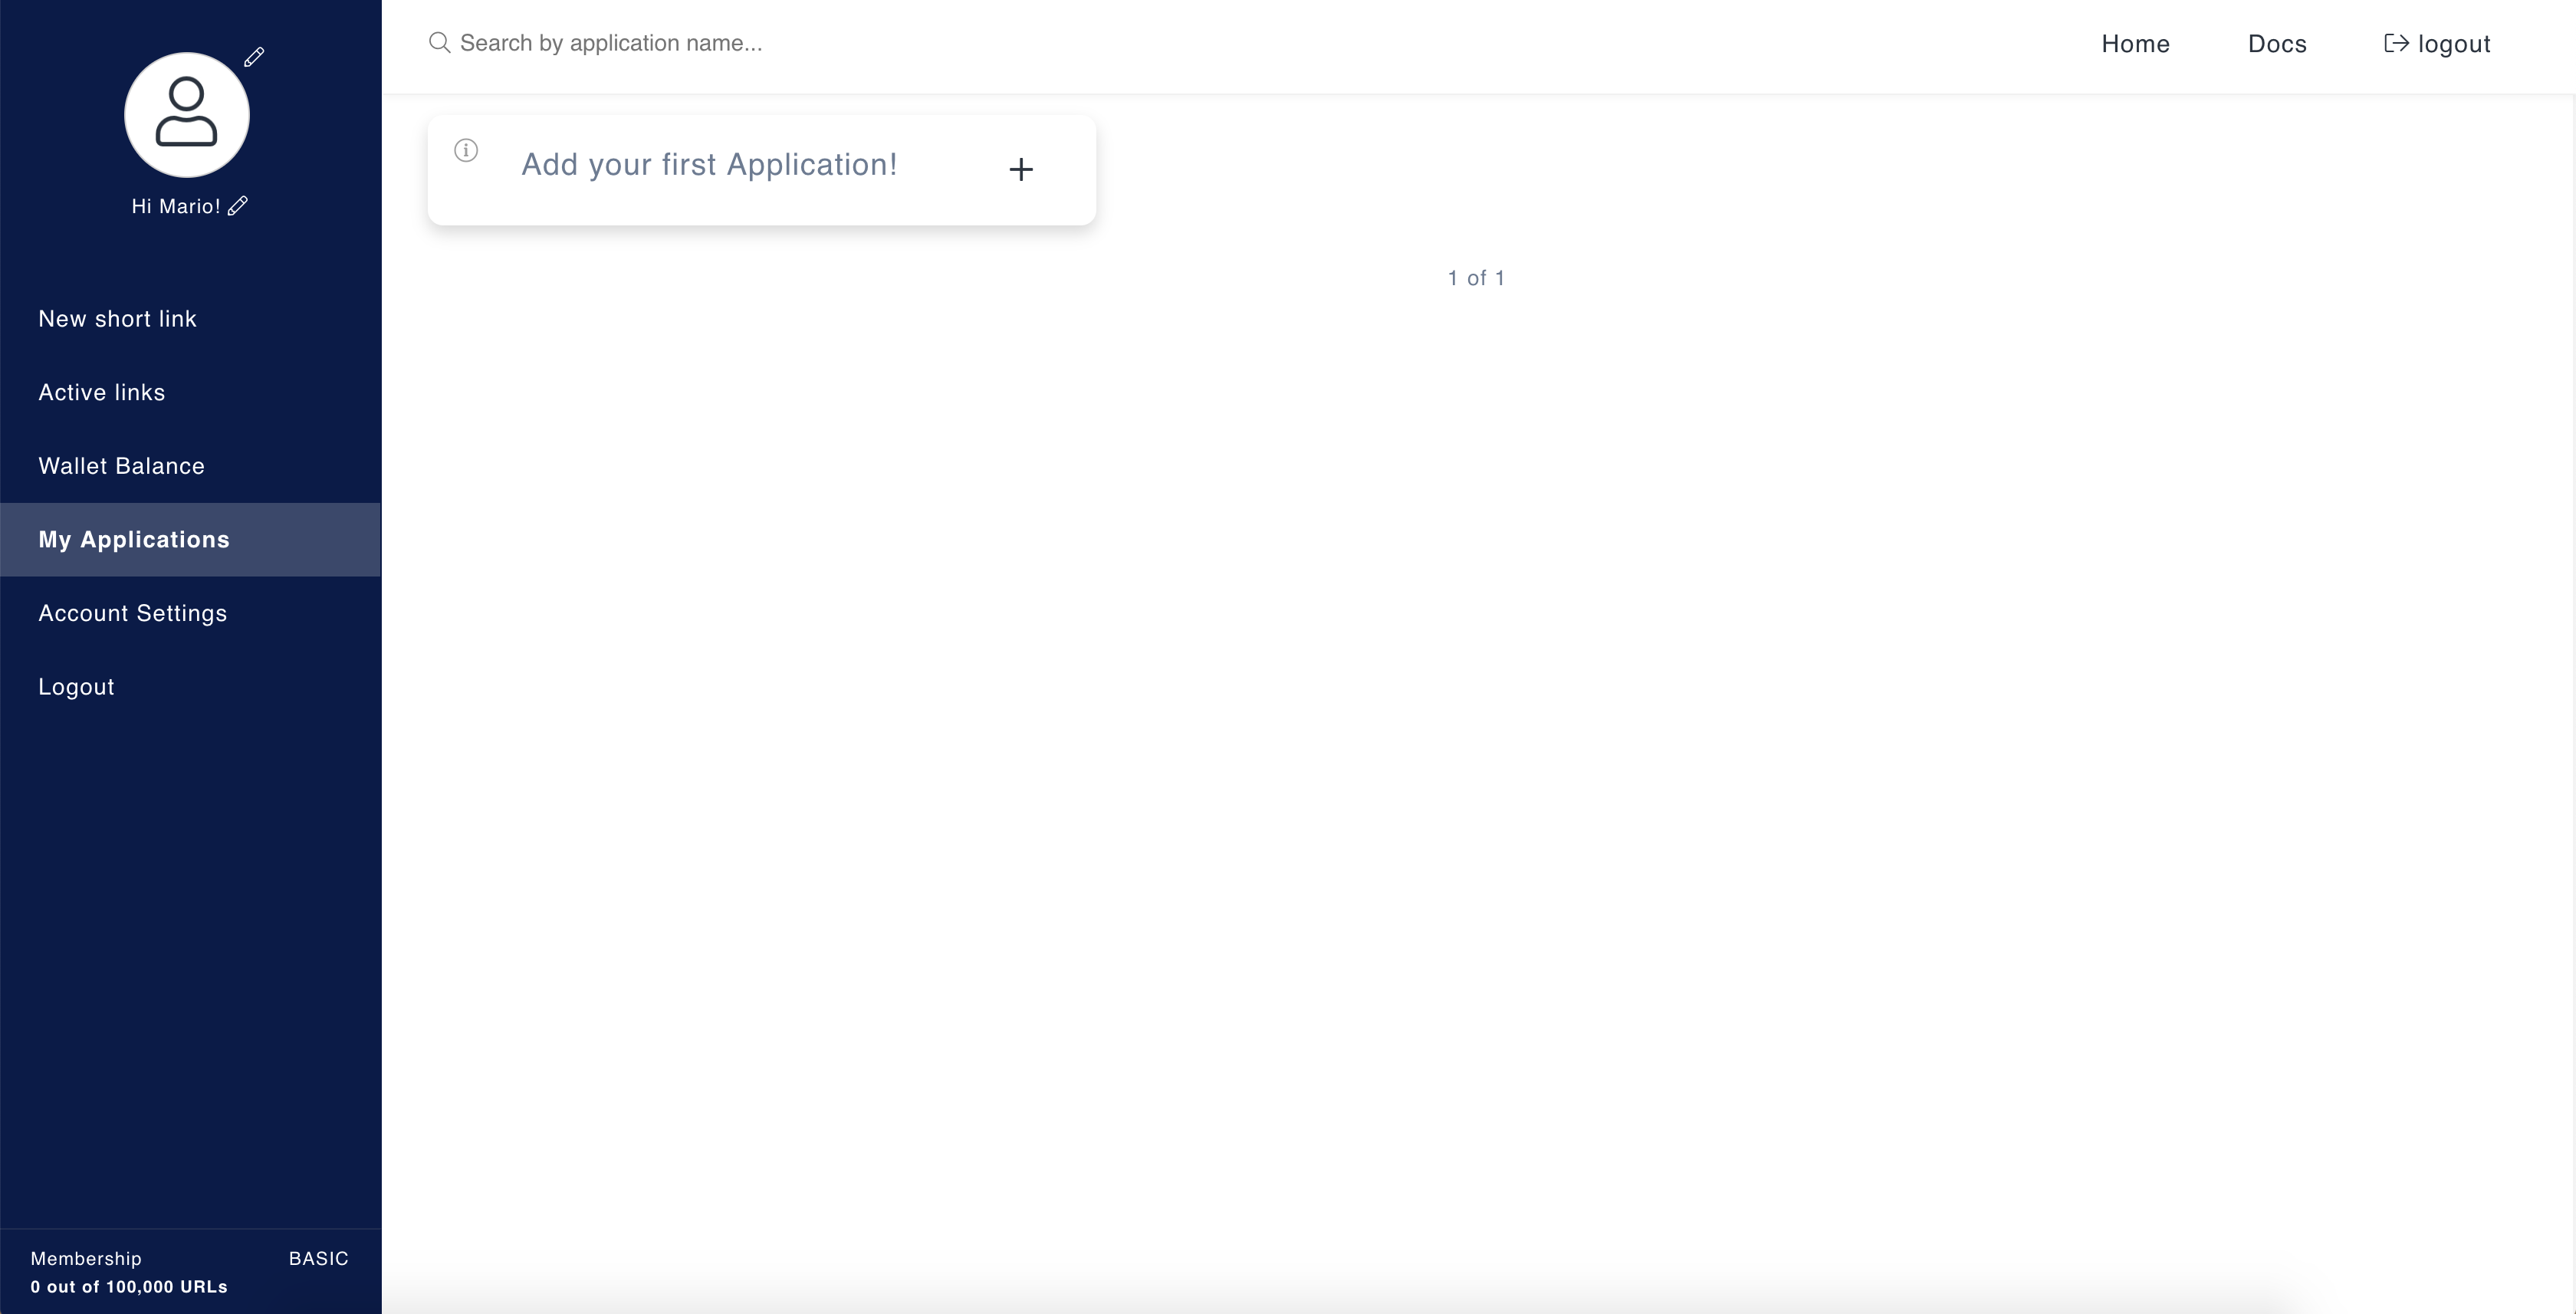 Hi Mario!
New short link
Active links
Wallet Balance
My Applications
Account Settings
Logout
Membership BASIC
0 out of 100,000 URLs
Search by application name...
Home Docs logout
Add your first Application!
1 of 1